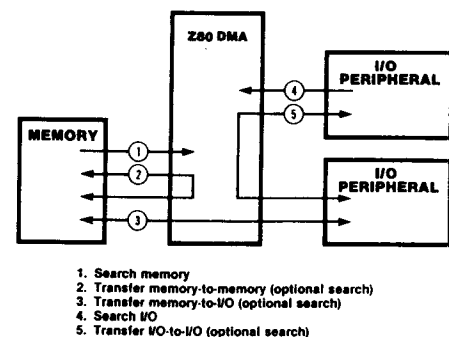 Z80 DMA
I/O
PERIPHERAL
4
5
MEMORY
1
2
3
I/O
PERIPHERAL
1. Search memory
2. Transfer memory-to-memory (optional search)
3. Transfer memory-to-I/O (optional search)
4. Search I/O
5. Transfer I/O-to-I/O (optional search)